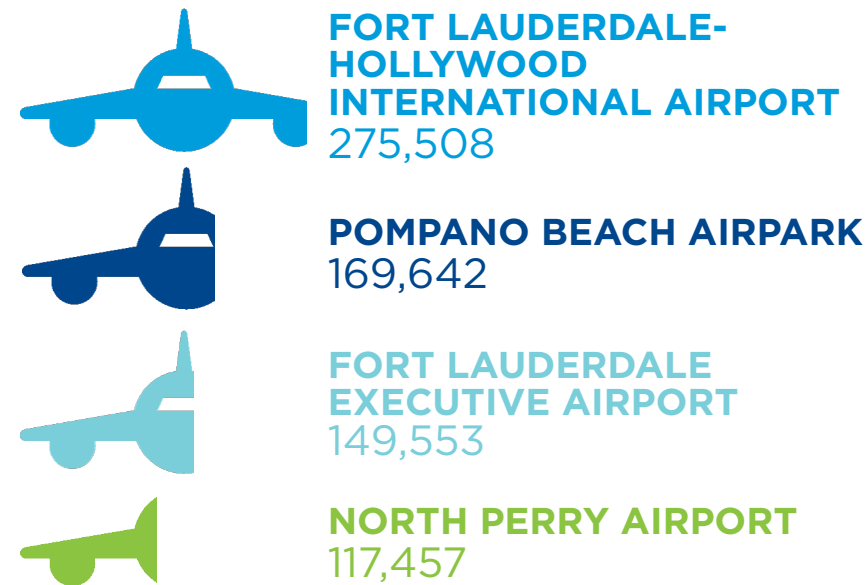 FORT LAUDERDALE-
HOLLYWOOD
INTERNATIONAL AIRPORT
275,508
POMPANO BEACH AIRPARK
169,642
FORT LAUDERDALE
EXECUTIVE AIRPORT
149,553
NORTH PERRY AIRPORT
117,457